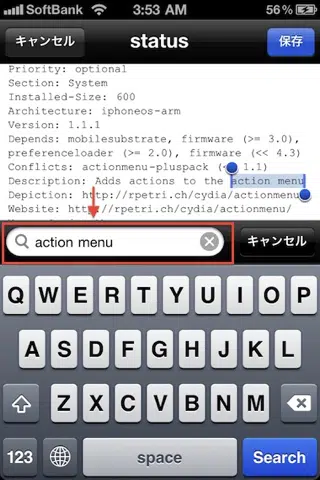 SoftBank 3:53 AM 56%
キャンセル status 保存
Priority: optional
Section: System
Installed-Size: 600
Architecture: iphoneos-arm
Version: 1.1.1
Depends: mobilesubstrate, firmware (>= 3.0),
preferenceloader (>= 2.0), firmware (<< 4.3)
Conflicts: actionmenu-pluspack (< 1.1)
Description: Adds actions to the action menu
Depiction: http://rpetri.ch/cydia/actionmenu
Website: http://rpetri.ch/cydia/actionmenu/
action menu キャンセル
Q W E R T Y U I O P
A S D F G H J K L
Z X C V B N M
123 space Search